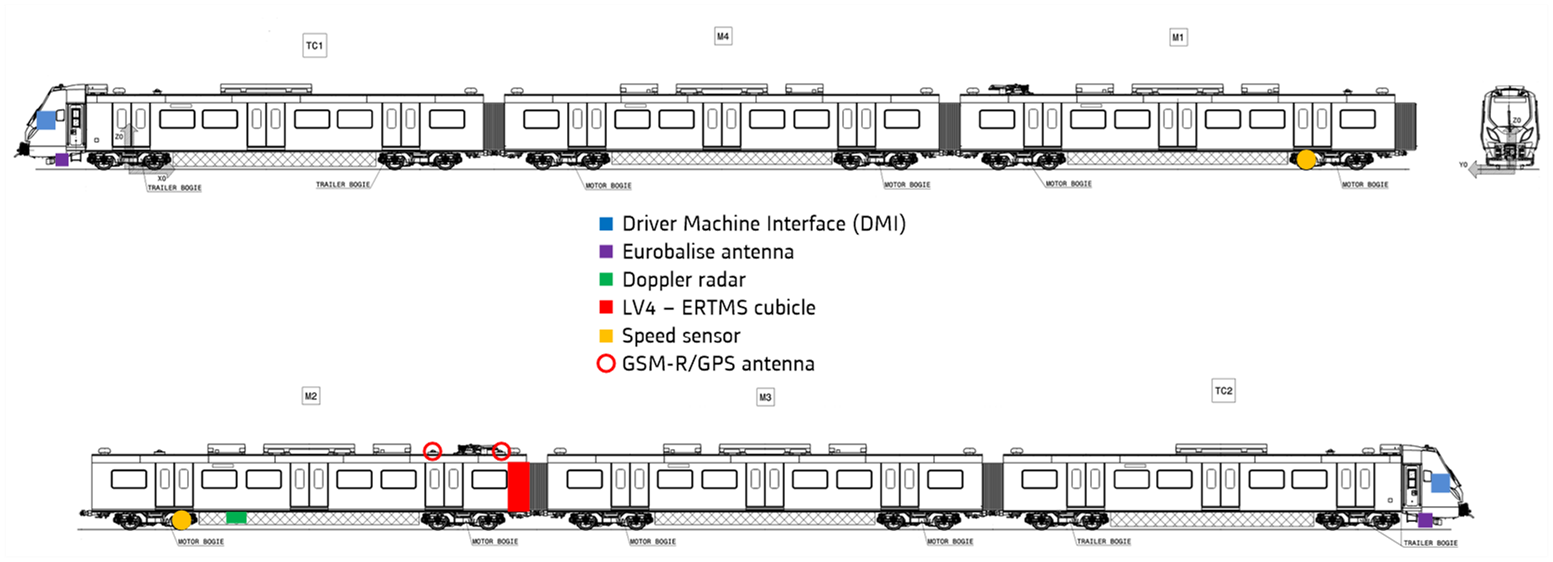 TC1
M4
M1
Z0
X0
Z0
Y0
TRAILER BOGIE
TRAILER BOGIE
MOTOR BOGIE
MOTOR BOGIE
MOTOR BOGIE
MOTOR BOGIE
Driver Machine Interface (DMI)
Eurobalise antenna
Doppler radar
LV4 – ERTMS cubicle
Speed sensor
GSM-R/GPS antenna
M2
M3
TC2
MOTOR BOGIE
MOTOR BOGIE
MOTOR BOGIE
MOTOR BOGIE
TRAILER BOGIE
TRAILER BOGIE